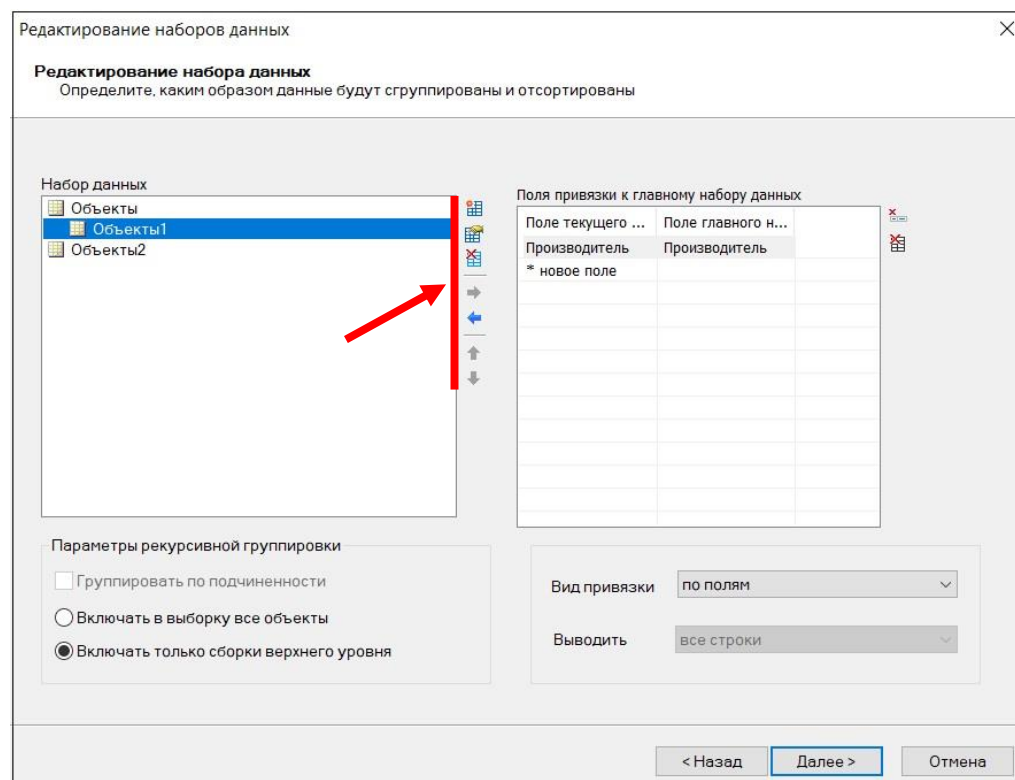 Редактирование наборов данных
Редактирование набора данных
Определите, каким образом данные будут сгруппированы и отсортированы
Набор данных
Объекты
Объекты1
Объекты2
Поля привязки к главному набору данных
Поле текущего ... Поле главного н...
Производитель Производитель
* новое поле
Параметры рекурсивной группировки
Группировать по подчиненности
Включать в выборку все объекты
Включать только сборки верхнего уровня
Вид привязки по полям
Выводить все строки
< Назад Далее > Отмена